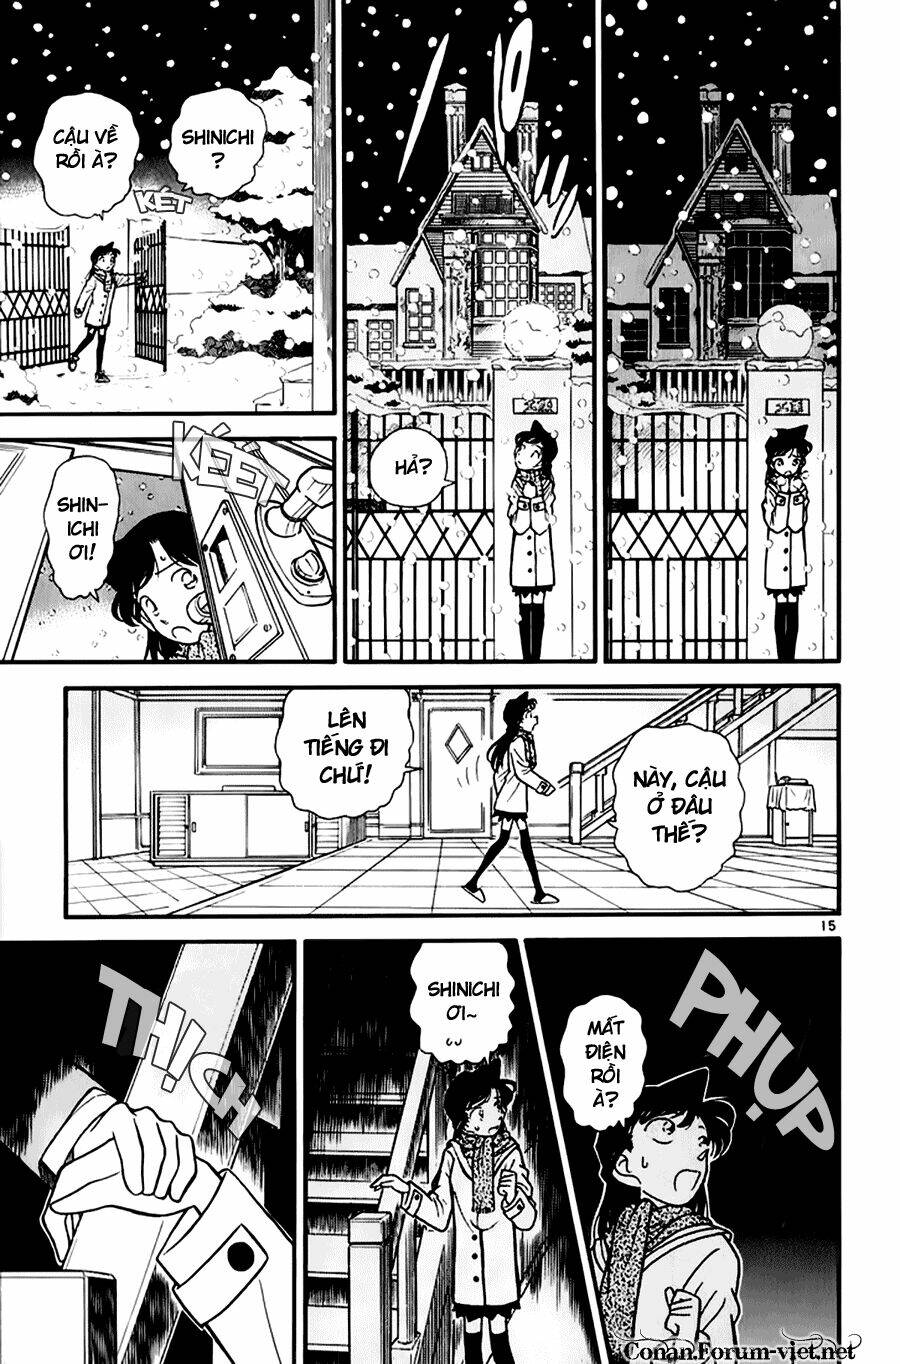 HẢ?
SHINICHI
?
CẬU VỀ
RỒI À?
KÉT
KÉÉT
SHIN-
ICHI
ƠI!
NÀY, CẬU
Ở ĐÂU
THẾ?
LÊN
TIẾNG ĐI
CHỨ!
15
PHỤP
MẤT
ĐIỆN
RỒI
À?
SHINICHI
ƠI~
THỊCH
Conan.Forum-viet.net